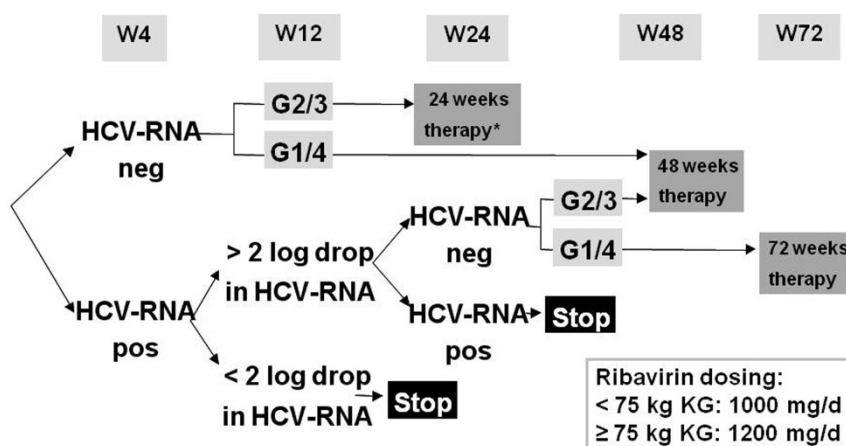 W4 W12 W24 W48 W72
G2/3
24 weeks
therapy*
HCV-RNA
neg
G1/4
48 weeks
therapy
HCV-RNA
neg
G2/3
G1/4
72 weeks
therapy
> 2 log drop
in HCV-RNA
HCV-RNA
pos
HCV-RNA
pos
Stop
< 2 log drop
in HCV-RNA
Stop
Ribavirin dosing:
< 75 kg KG: 1000 mg/d
≥ 75 kg KG: 1200 mg/d